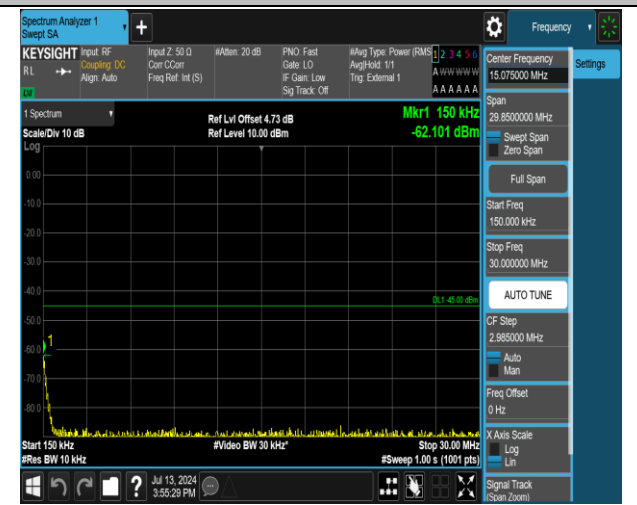 Spectrum Analyzer 1
Swept SA
+
Frequency
KEYSIGHT
RL
Input: RF
Coupling: DC
Align: Auto
Input Z: 50 Ω
Corr CCorr
Freq Ref: Int (S)
#Atten: 20 dB
PNO: Fast
Gate: LO
IF Gain: Low
Sig Track: Off
#Avg Type: Power (RMS
Avg|Hold: 1/1
Trig: External 1
1 2 3 4 5 6
A W W W W W
A A A A A A
Center Frequency
15.075000 MHz
Settings
Span
29.8500000 MHz
Swept Span
Zero Span
Full Span
Start Freq
150.000 kHz
Stop Freq
30.000000 MHz
AUTO TUNE
CF Step
2.985000 MHz
Auto
Man
Freq Offset
0 Hz
X Axis Scale
Log
Lin
Signal Track
(Span Zoom)
1 Spectrum
Scale/Div 10 dB
Ref Lvl Offset 4.73 dB
Ref Level 10.00 dBm
Mkr1 150 kHz
-62.101 dBm
Log
0.00
-10.0
-20.0
-30.0
-40.0
DL1 -45.00 dBm
-50.0
1
-60.0
-70.0
-80.0
Start 150 kHz
#Video BW 30 kHz*
Stop 30.00 MHz
#Res BW 10 kHz
#Sweep 1.00 s (1001 pts)
?
Jul 13, 2024
3:55:29 PM